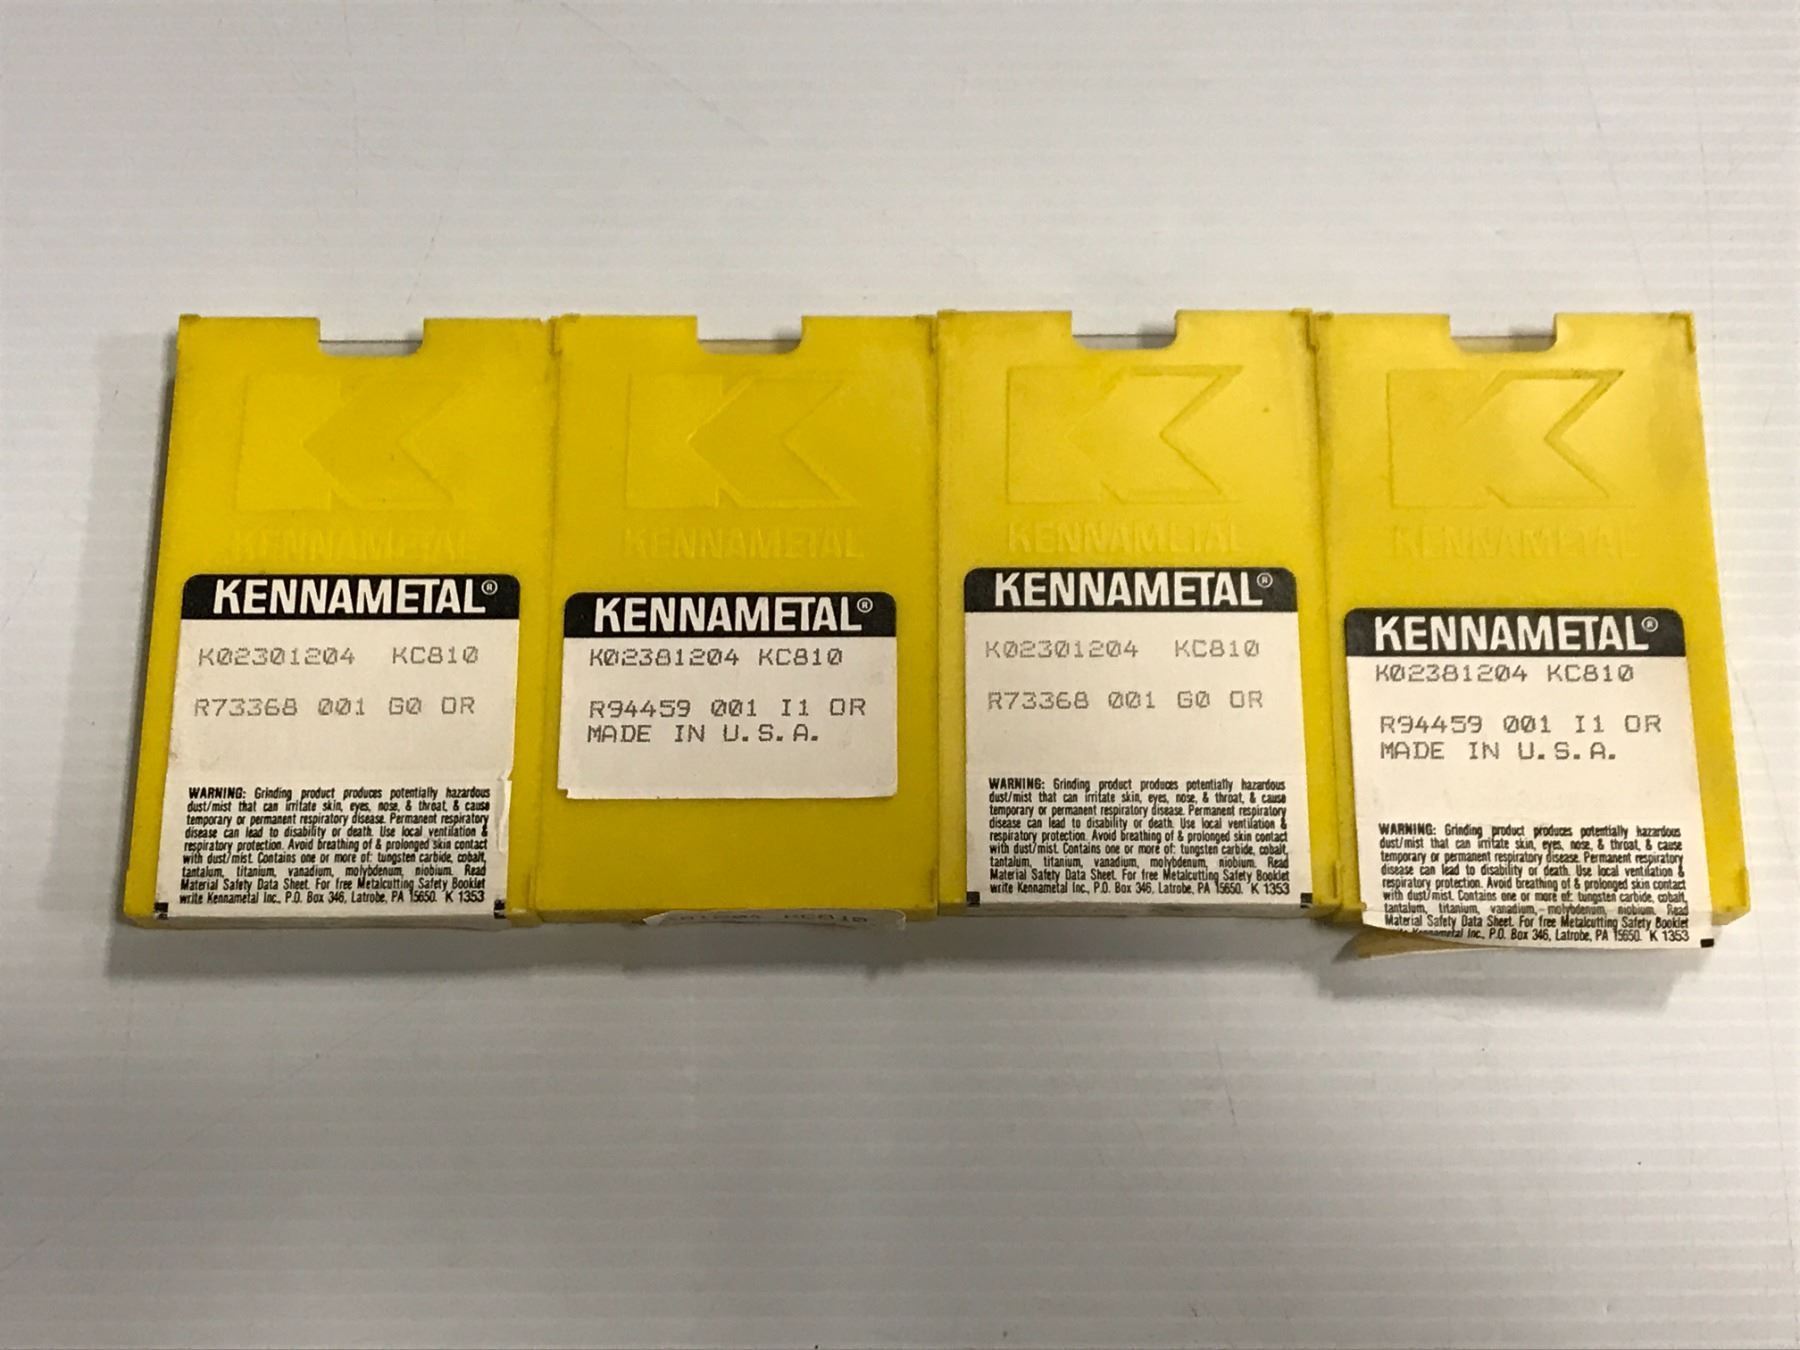 KENNAMETAL
KENNAMETAL®
K02301204 KC810
R73368 001 G0 OR
WARNING: Grinding product produces potentially hazardous
dust/mist that can irritate skin, eyes, nose, & throat, & cause
temporary or permanent respiratory disease. Permanent respiratory
disease can lead to disability or death. Use local ventilation &
respiratory protection. Avoid breathing of & prolonged skin contact
with dust/mist. Contains one or more of: tungsten carbide, cobalt,
tantalum, titanium, vanadium, molybdenum, niobium. Read
Material Safety Data Sheet. For free Metalcutting Safety Booklet
write Kennametal Inc., P.O. Box 346, Latrobe, PA 15650. K 1353
KENNAMETAL
KENNAMETAL®
K02381204 KC810
R94459 001 I1 OR
MADE IN U.S.A.
KC810
KENNAMETAL
KENNAMETAL®
K02301204 KC810
R73368 001 G0 OR
WARNING: Grinding product produces potentially hazardous
dust/mist that can irritate skin, eyes, nose, & throat, & cause
temporary or permanent respiratory disease. Permanent respiratory
disease can lead to disability or death. Use local ventilation &
respiratory protection. Avoid breathing of & prolonged skin contact
with dust/mist. Contains one or more of: tungsten carbide, cobalt,
tantalum, titanium, vanadium, molybdenum, niobium. Read
Material Safety Data Sheet. For free Metalcutting Safety Booklet
write Kennametal Inc., P.O. Box 346, Latrobe, PA 15650. K 1353
KENNAMETAL
KENNAMETAL®
K02381204 KC810
R94459 001 I1 OR
MADE IN U.S.A.
WARNING: Grinding product produces potentially hazardous
dust/mist that can irritate skin, eyes, nose, & throat, & cause
temporary or permanent respiratory disease. Permanent respiratory
disease can lead to disability or death. Use local ventilation &
respiratory protection. Avoid breathing of & prolonged skin contact
with dust/mist. Contains one or more of: tungsten carbide, cobalt,
tantalum, titanium, vanadium, molybdenum, niobium. Read
Material Safety Data Sheet. For free Metalcutting Safety Booklet
Kennametal Inc., P.O. Box 346, Latrobe, PA 15650. K 1353